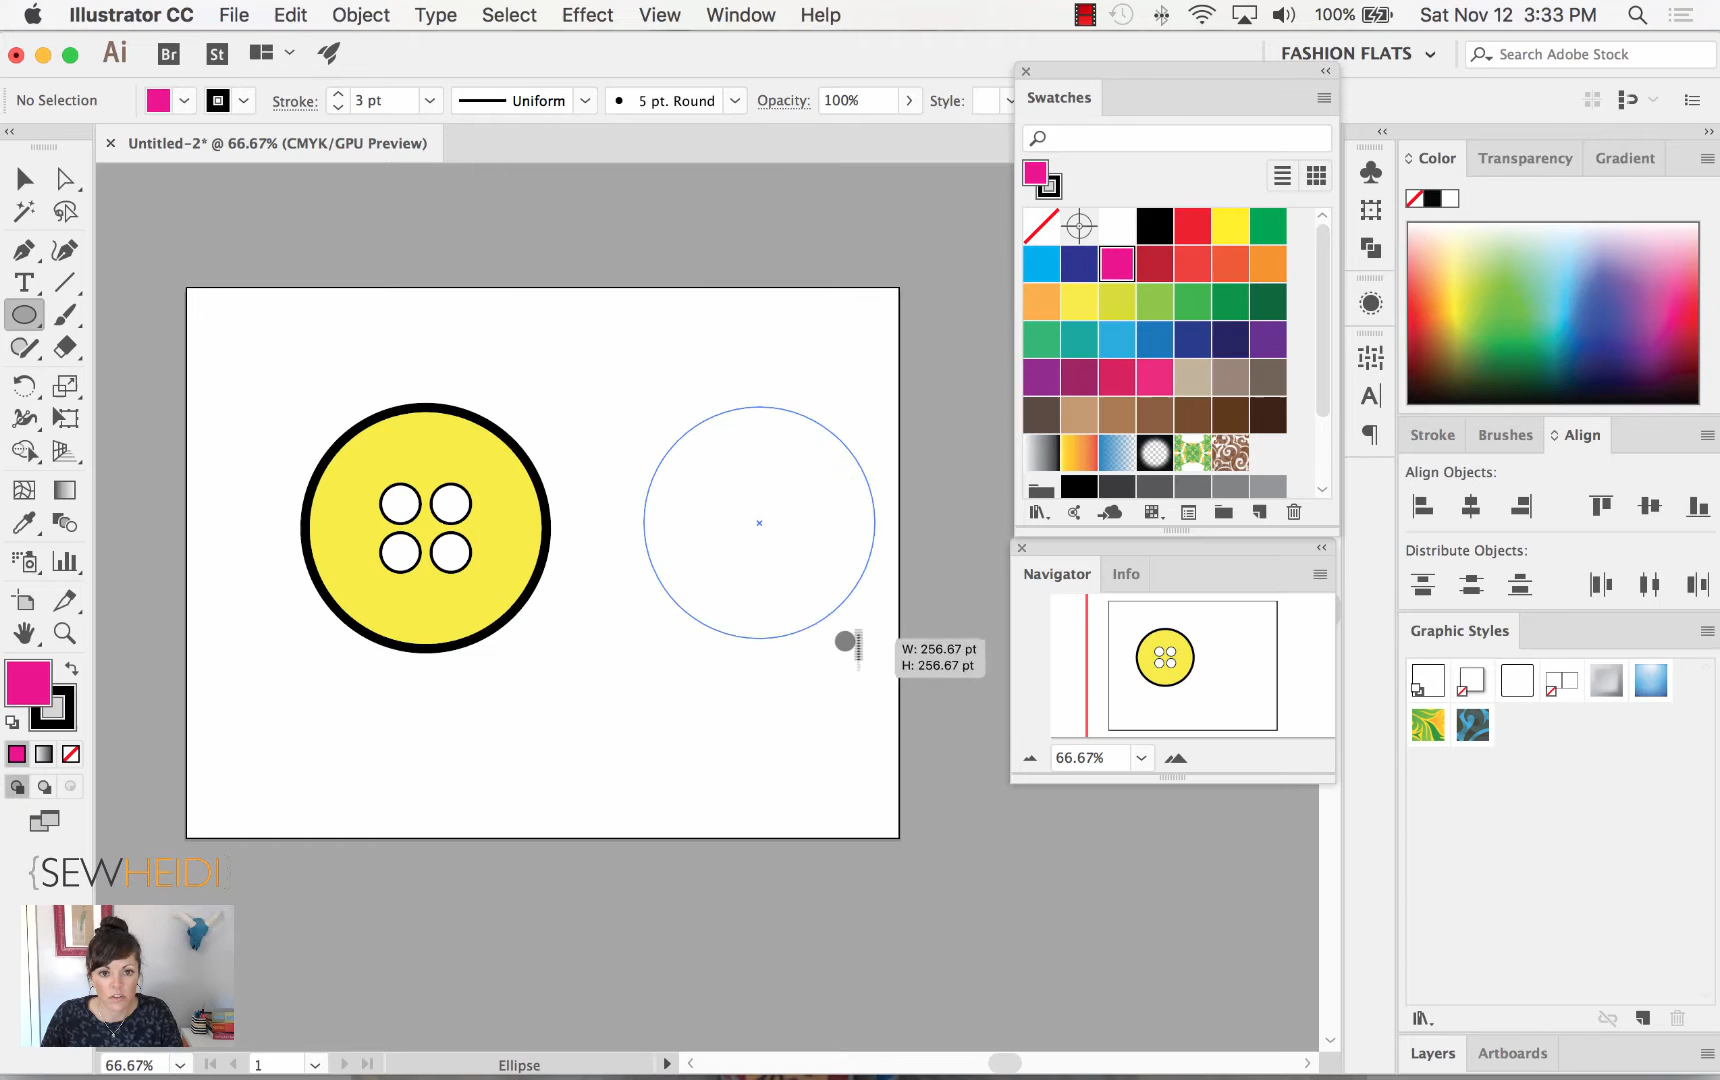 Illustrator CC File Edit Object Type Select Effect View Window Help 100% Sat Nov 12 3:33 PM
Ai Br St FASHION FLATS Search Adobe Stock
No Selection Stroke: 3 pt Uniform 5 pt. Round Opacity: 100% Style:
Swatches
Untitled-2* @ 66.67% (CMYK/GPU Preview)
Color Transparency Gradient
Stroke Brushes Align
Align Objects:
Distribute Objects:
Navigator Info
Graphic Styles
W: 256.67 pt
H: 256.67 pt
66.67%
{SEWHEIDI}
Layers Artboards
66.67% 1 Ellipse